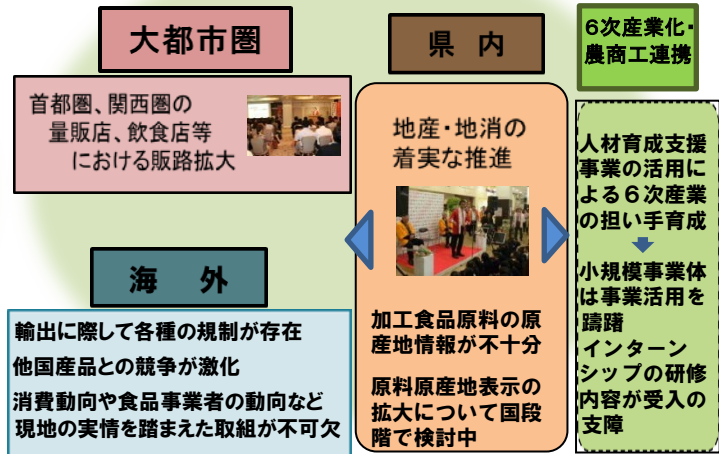 大都市圏
首都圏、関西圏の
量販店、飲食店等
における販路拡大
海 外
輸出に際して各種の規制が存在
他国産品との競争が激化
消費動向や食品事業者の動向など
現地の実情を踏まえた取組が不可欠
県 内
地産・地消の
着実な推進
加工食品原料の原
産地情報が不十分
原料原産地表示の
拡大について国段
階で検討中
６次産業化・
農商工連携
人材育成支援
事業の活用に
よる６次産業
の担い手育成
小規模事業体
は事業活用を
躊躇
インターン
シップの研修
内容が受入の
支障